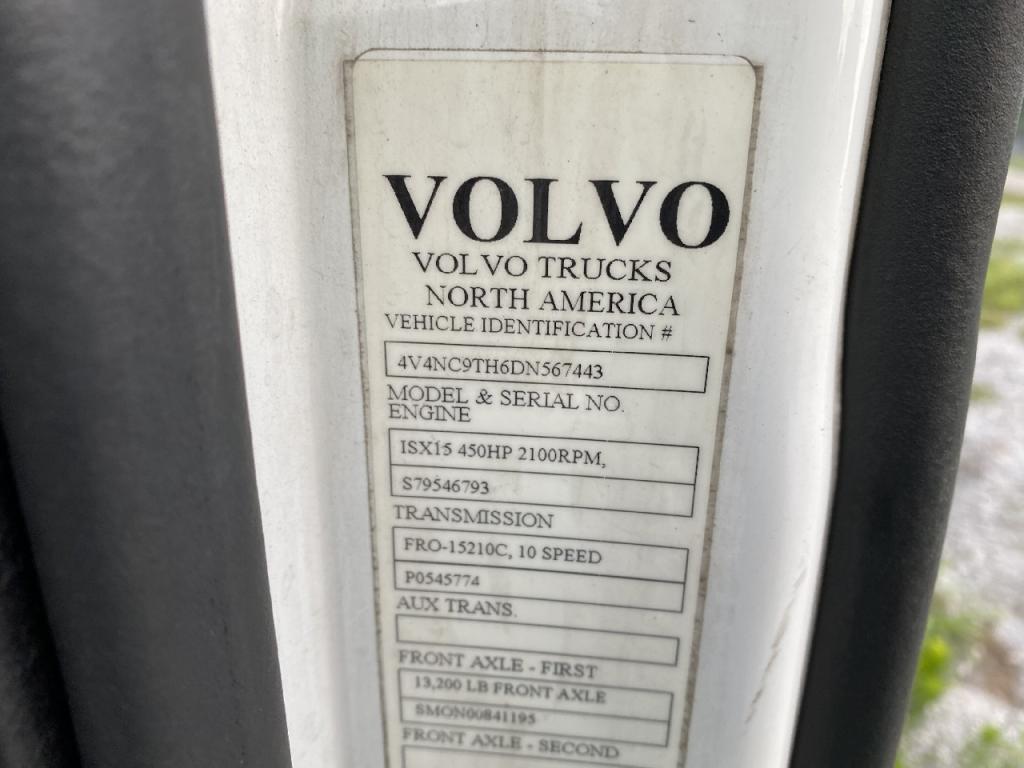 VOLVO
VOLVO TRUCKS
NORTH AMERICA
VEHICLE IDENTIFICATION #
4V4NC9TH6DN567443
MODEL & SERIAL NO.
ENGINE
ISX15 450HP 2100RPM,
S79546793
TRANSMISSION
FRO-15210C, 10 SPEED
P0545774
AUX TRANS.
FRONT AXLE - FIRST
13,200 LB FRONT AXLE
SMON00841195
FRONT AXLE - SECOND